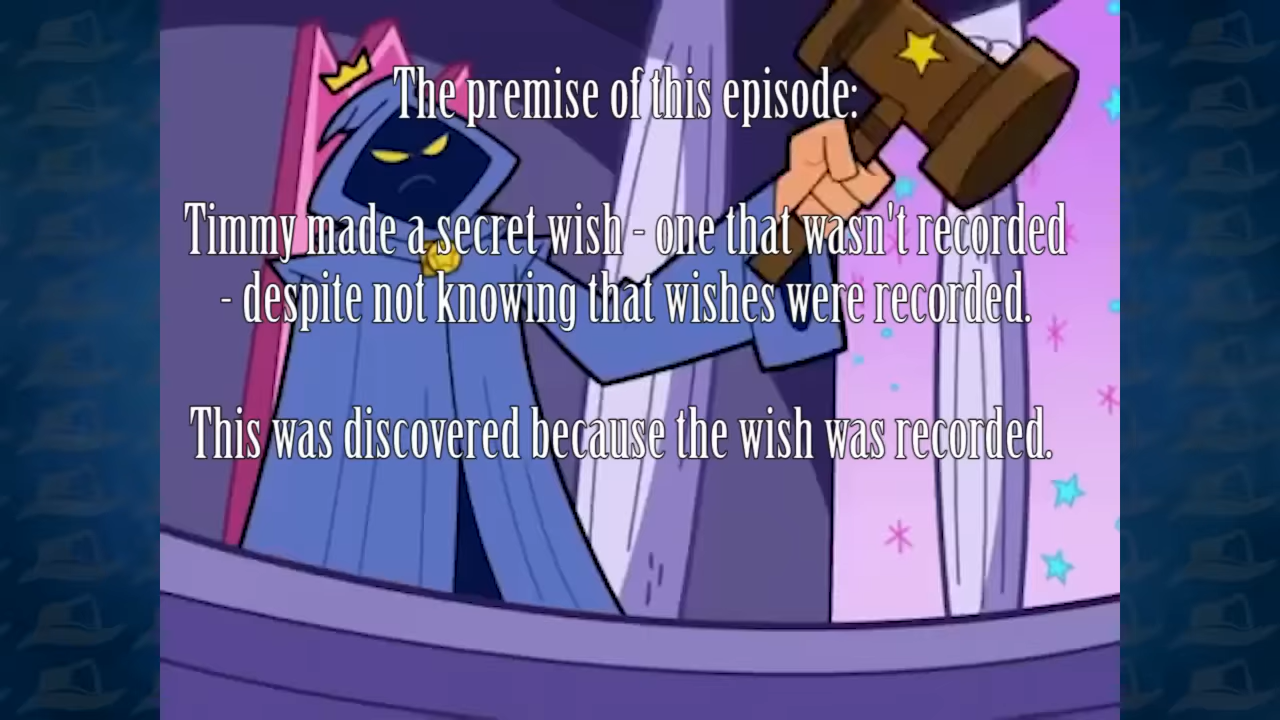 The premise of this episode:
Timmy made a secret wish - one that wasn't recorded
- despite not knowing that wishes were recorded.
This was discovered because the wish was recorded.